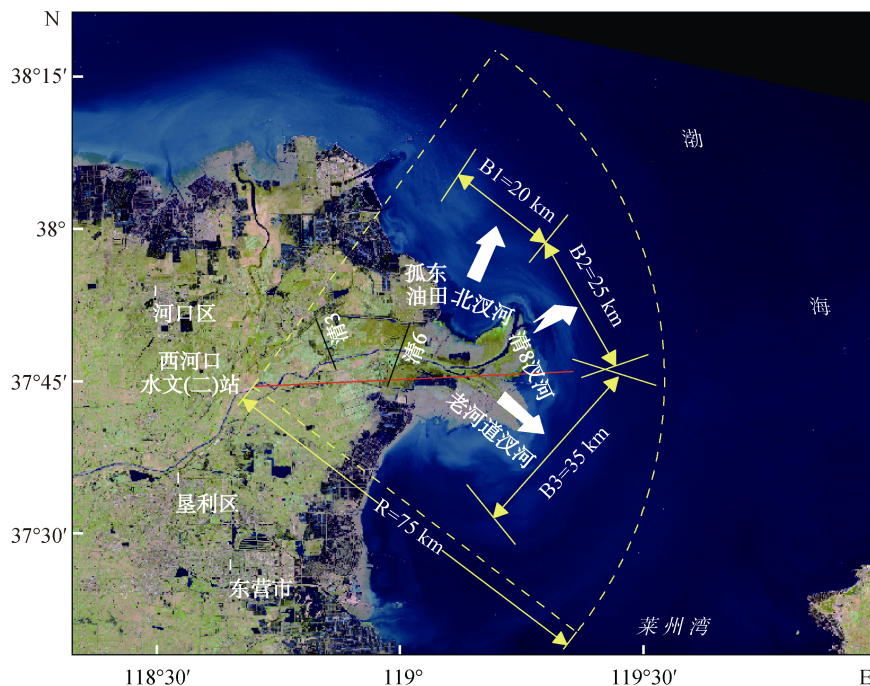 N
38°15′
渤
B1=20 km
38°
B2=25 km
孤东
油田
北汊河
海
河口区
清3
清6
清8汊河
西河口
水文(二)站
37°45′
老河道汊河
B3=35 km
垦利区
R=75 km
37°30′
东营市
莱州湾
118°30′
119°
119°30′
E